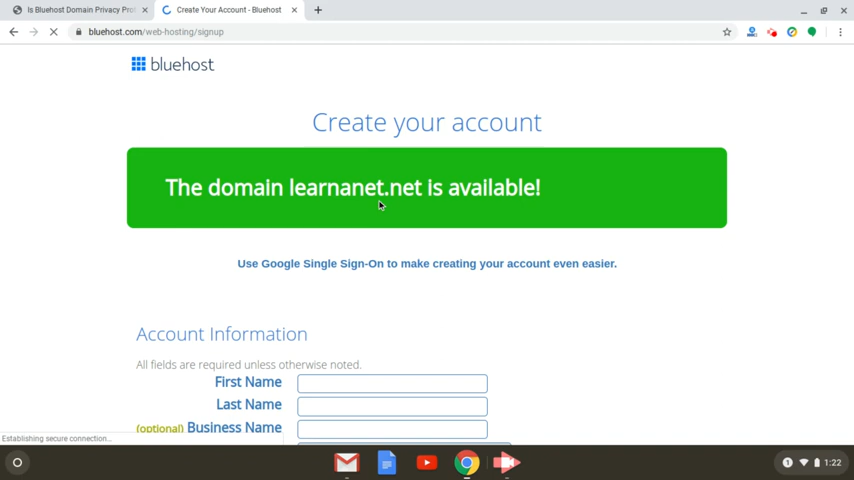 Is Bluehost Domain Privacy Prot
Create Your Account - Bluehost
bluehost.com/web-hosting/signup
bluehost
Create your account
The domain learnanet.net is available!
Use Google Single Sign-On to make creating your account even easier.
Account Information
All fields are required unless otherwise noted.
First Name
Last Name
(optional) Business Name
Establishing secure connection...
1 1:22